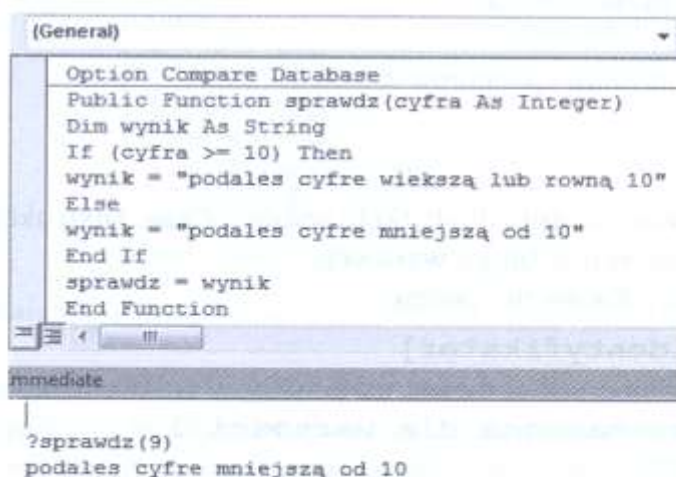 (General)
Option Compare Database
Public Function sprawdz(cyfra As Integer)
Dim wynik As String
If (cyfra >= 10) Then
wynik = "podales cyfre wiekszą lub rowną 10"
Else
wynik = "podales cyfre mniejszą od 10"
End If
sprawdz = wynik
End Function
mmediate
?sprawdz(9)
podales cyfre mniejszą od 10